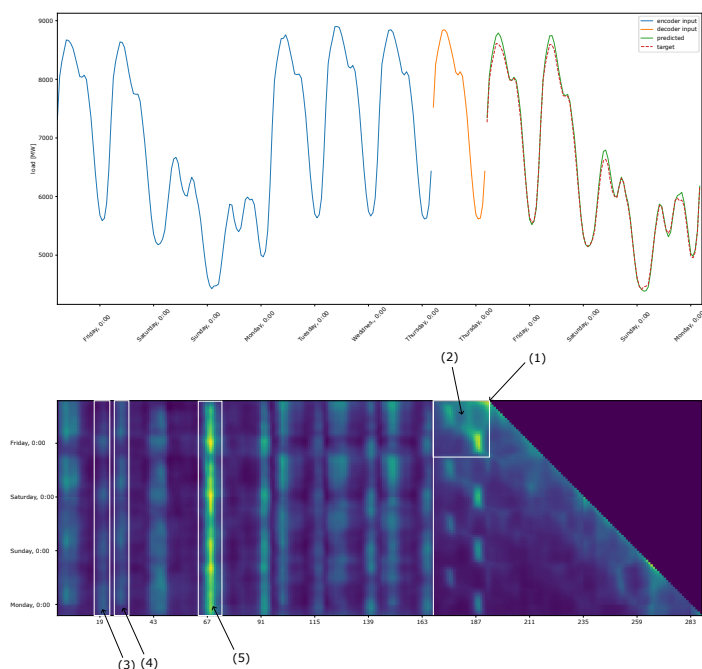 9000
8000
7000
6000
5000
load [MW]
encoder input
decoder input
predicted
target
Friday, 0:00
Saturday, 0:00
Sunday, 0:00
Monday, 0:00
Tuesday, 0:00
Wednes., 0:00
Thursday, 0:00
Thursday, 0:00
Friday, 0:00
Saturday, 0:00
Sunday, 0:00
Monday, 0:00
(2)
(1)
Friday, 0:00
Saturday, 0:00
Sunday, 0:00
Monday, 0:00
19
43
67
91
115
139
163
187
211
235
259
283
(3)
(4)
(5)